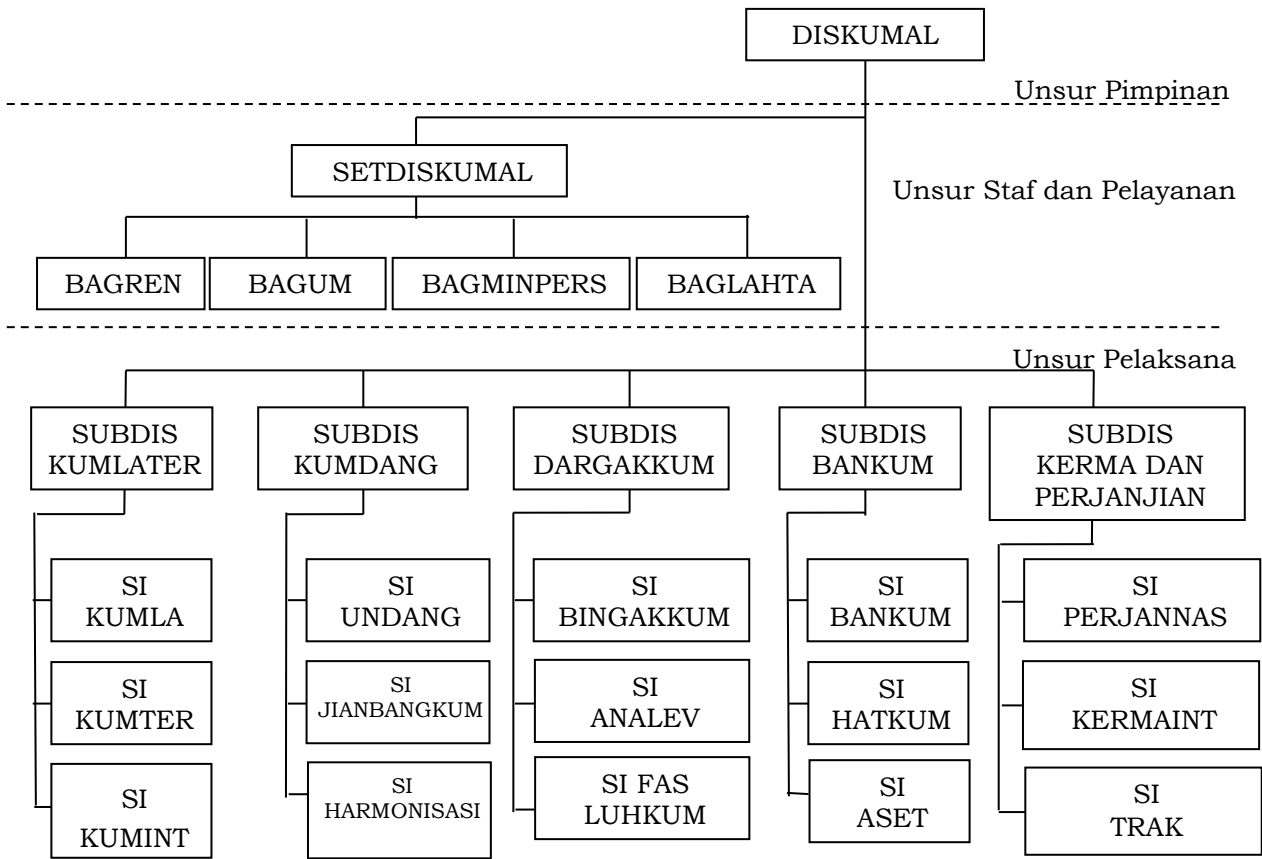 DISKUMAL
Unsur Pimpinan
SETDISKUMAL
Unsur Staf dan Pelayanan
BAGREN
BAGUM
BAGMINPERS
BAGLAHTA
Unsur Pelaksana
SUBDIS
KUMLATER
SUBDIS
KUMDANG
SUBDIS
DARGAKKUM
SUBDIS
BANKUM
SUBDIS
KERMA DAN
PERJANJIAN
SI
KUMLA
SI
UNDANG
SI
BINGAKKUM
SI
BANKUM
SI
PERJANNAS
SI
KUMTER
SI
JIANBANGKUM
SI
ANALEV
SI
HATKUM
SI
KERMAINT
SI
KUMINT
SI
HARMONISASI
SI FAS
LUHKUM
SI
ASET
SI
TRAK